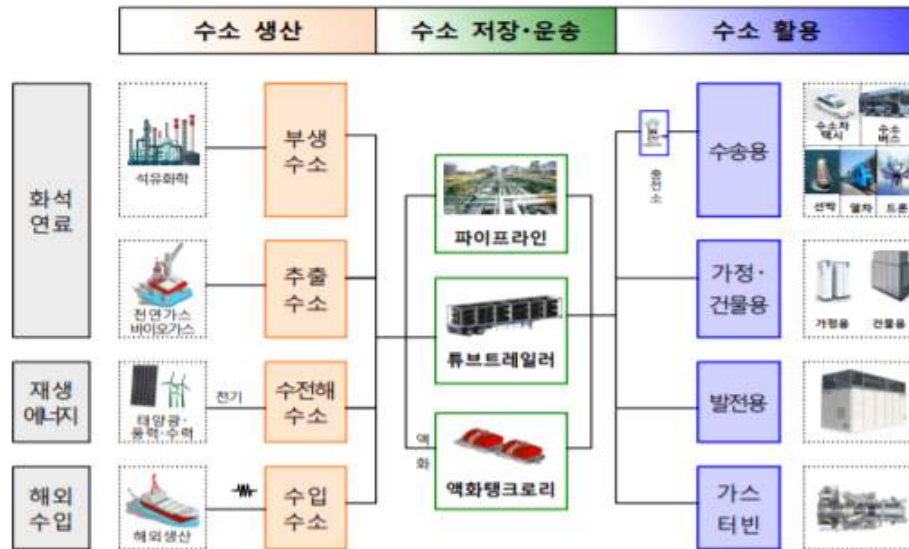 수소 생산
수소 저장·운송
수소 활용
화석
연료
석유화학
부생
수소
천연가스
바이오가스
추출
수소
재생
에너지
태양광·
풍력·수력
전기
수전해
수소
해외
수입
해외생산
수입
수소
파이프라인
튜브트레일러
액화
액화탱크로리
충전소
수송용
수소차
택시
수소
버스
선박
열차
드론
가정·
건물용
가정용
건물용
발전용
가스
터빈